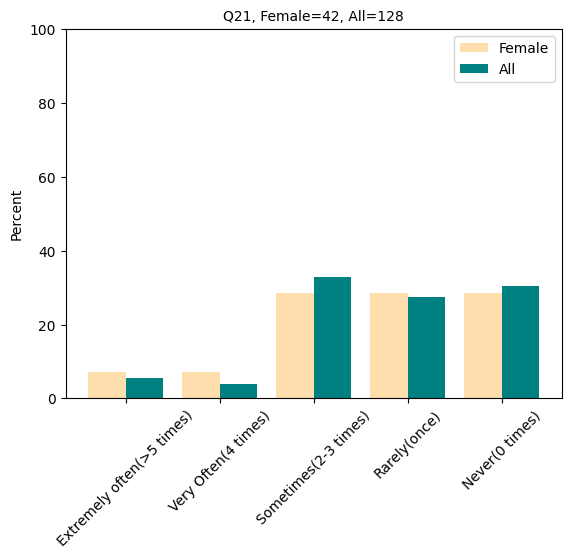 Q21, Female=42, All=128
Female
All
100
80
60
40
20
0
Percent
Extremely often(>5 times)
Very Often(4 times)
Sometimes(2-3 times)
Rarely(once)
Never(0 times)